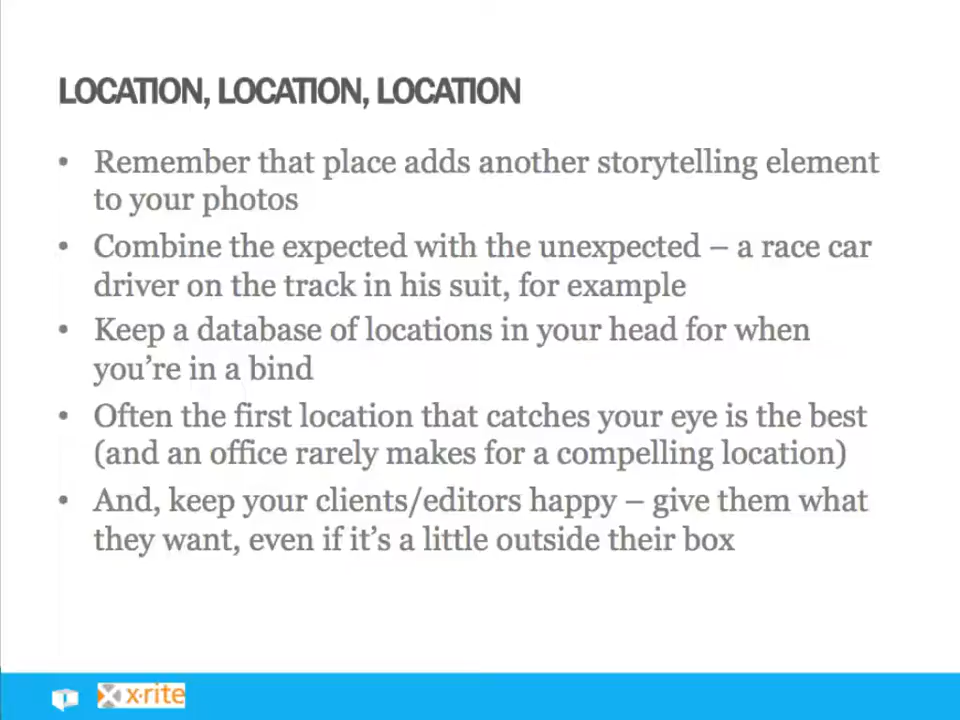 LOCATION, LOCATION, LOCATION
• Remember that place adds another storytelling element
to your photos
• Combine the expected with the unexpected – a race car
driver on the track in his suit, for example
• Keep a database of locations in your head for when
you’re in a bind
• Often the first location that catches your eye is the best
(and an office rarely makes for a compelling location)
• And, keep your clients/editors happy – give them what
they want, even if it’s a little outside their box
x·rite